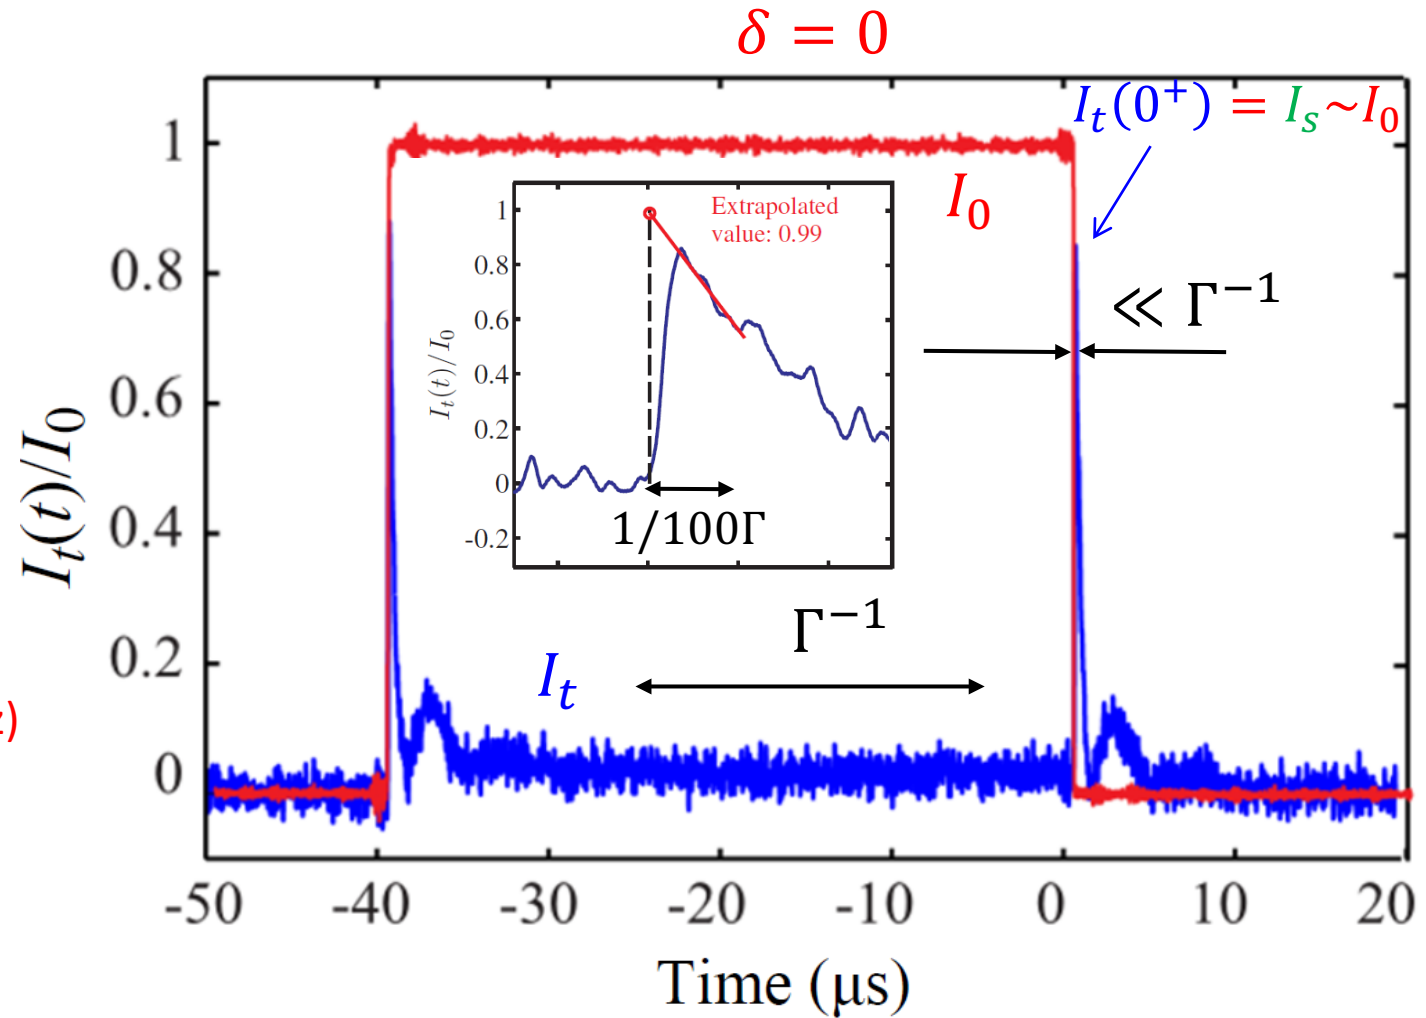 δ = 0
I_t(0⁺) = I_s~I_0
I_0
≪ Γ⁻¹
Extrapolated
value: 0.99
I_t(t)/I_0
1
0.8
0.6
0.4
0.2
0
-0.2
1/100Γ
Γ⁻¹
I_t
z)
I_t(t)/I_0
1
0.8
0.6
0.4
0.2
0
-50 -40 -30 -20 -10 0 10 20
Time (μs)